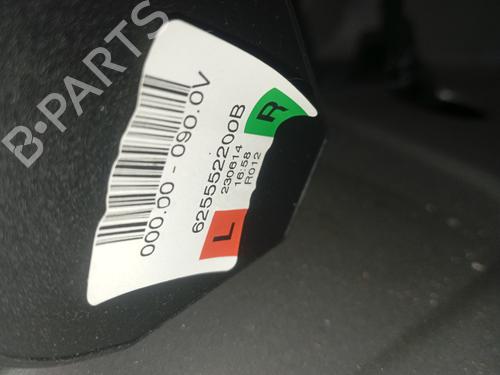 B-PARTS
000.00 - 090.0V
625552200B
230614
16:58
R012
L
R